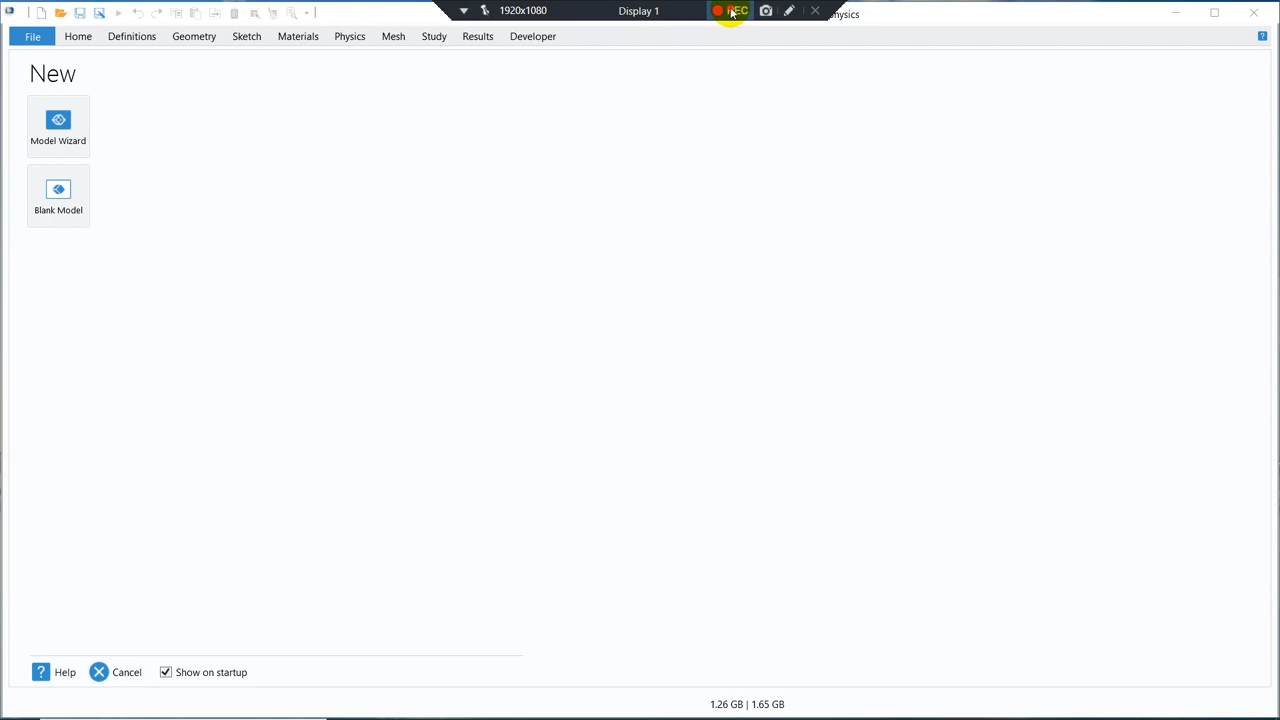 1920x1080 Display 1 REC
File Home Definitions Geometry Sketch Materials Physics Mesh Study Results Developer ?
New
Model Wizard
Blank Model
? Help Cancel Show on startup
1.26 GB | 1.65 GB